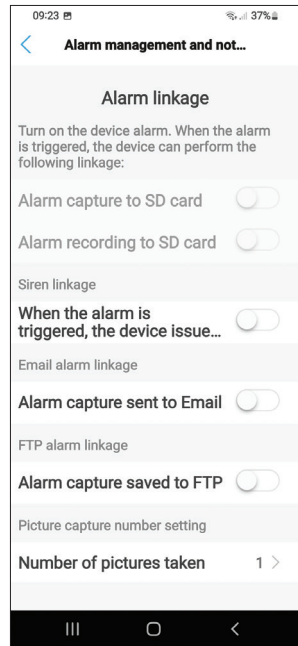 09:23 37%
Alarm management and not...
Alarm linkage
Turn on the device alarm. When the alarm
is triggered, the device can perform the
following linkage:
Alarm capture to SD card
Alarm recording to SD card
Siren linkage
When the alarm is
triggered, the device issue...
Email alarm linkage
Alarm capture sent to Email
FTP alarm linkage
Alarm capture saved to FTP
Picture capture number setting
Number of pictures taken 1